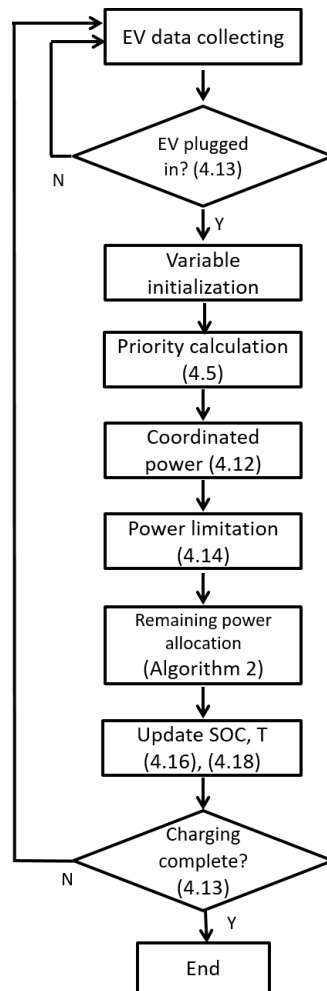 EV data collecting
EV plugged
in? (4.13)
N
Y
Variable
initialization
Priority calculation
(4.5)
Coordinated
power (4.12)
Power limitation
(4.14)
Remaining power
allocation
(Algorithm 2)
Update SOC, T
(4.16), (4.18)
Charging
complete?
(4.13)
N
Y
End